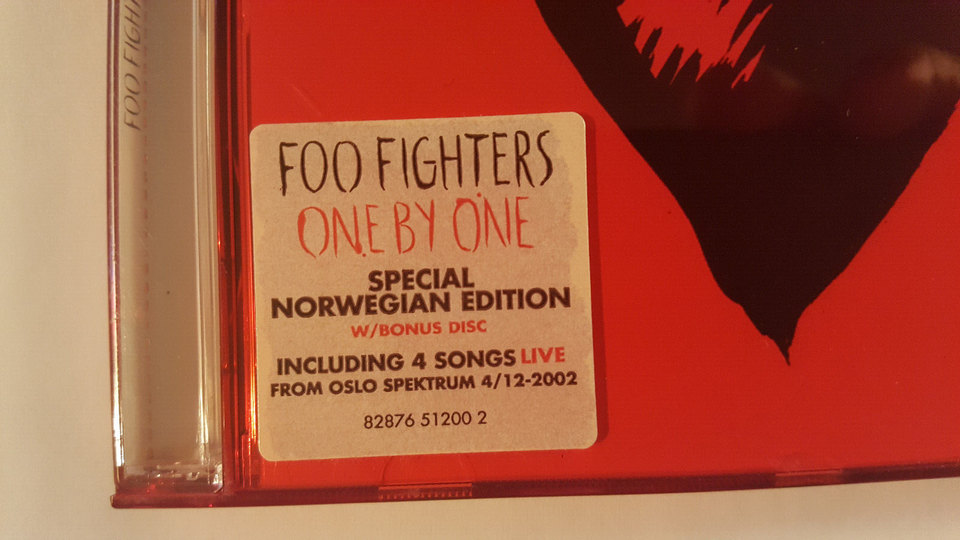 FOO FIGHTERS
ONE BY ONE
SPECIAL
NORWEGIAN EDITION
W/BONUS DISC
INCLUDING 4 SONGS LIVE
FROM OSLO SPEKTRUM 4/12-2002
82876 51200 2
FOO FIGH